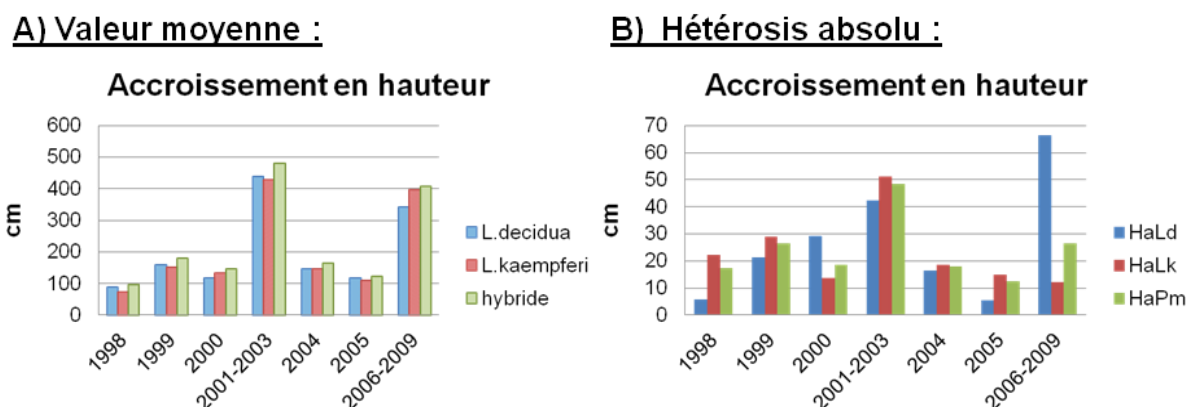 A) Valeur moyenne :
Accroissement en hauteur
600
500
400
300
200
100
0
cm
1998
1999
2000
2001-2003
2004
2005
2006-2009
L.decidua
L.kaempferi
hybride
B) Hétérosis absolu :
Accroissement en hauteur
70
60
50
40
30
20
10
0
cm
1998
1999
2000
2001-2003
2004
2005
2006-2009
HaLd
HaLk
HaPm